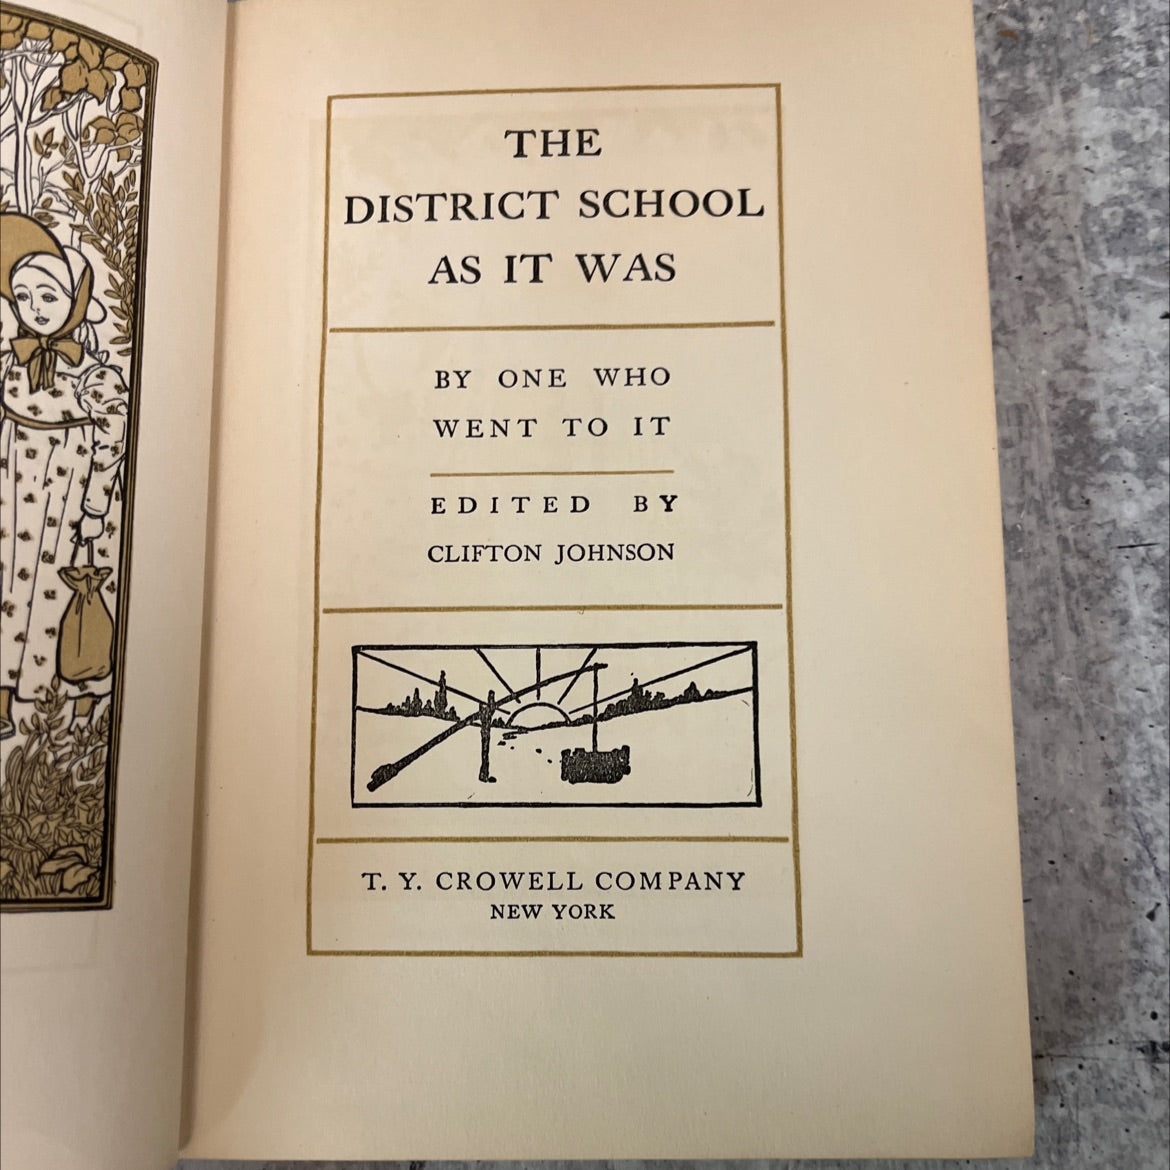 THE
DISTRICT SCHOOL
AS IT WAS
BY ONE WHO
WENT TO IT
EDITED BY
CLIFTON JOHNSON
T. Y. CROWELL COMPANY
NEW YORK